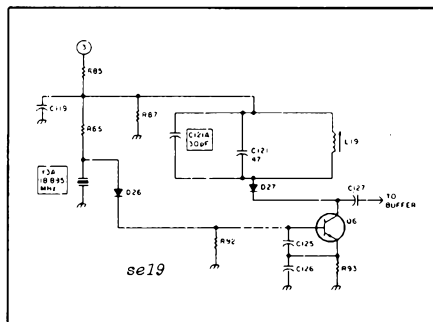 3
R85
C119
R65
R87
C121A
30pF
C121
47
L19
Y3A
18.895
MHz
D26
D27
C127
TO
BUFFER
Q6
R92
C125
C126
R93
se19